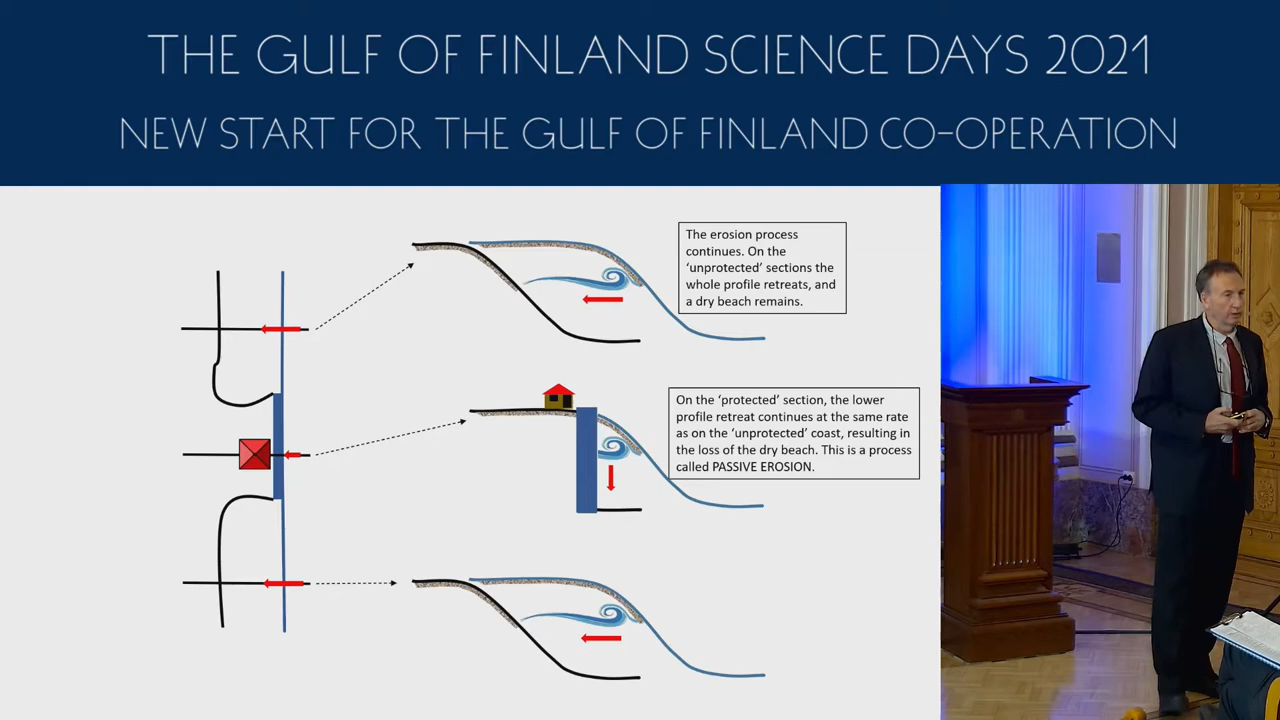 THE GULF OF FINLAND SCIENCE DAYS 2021
NEW START FOR THE GULF OF FINLAND CO-OPERATION
The erosion process
continues. On the
‘unprotected’ sections the
whole profile retreats, and
a dry beach remains.
On the ‘protected’ section, the lower
profile retreat continues at the same rate
as on the ‘unprotected’ coast, resulting in
the loss of the dry beach. This is a process
called PASSIVE EROSION.